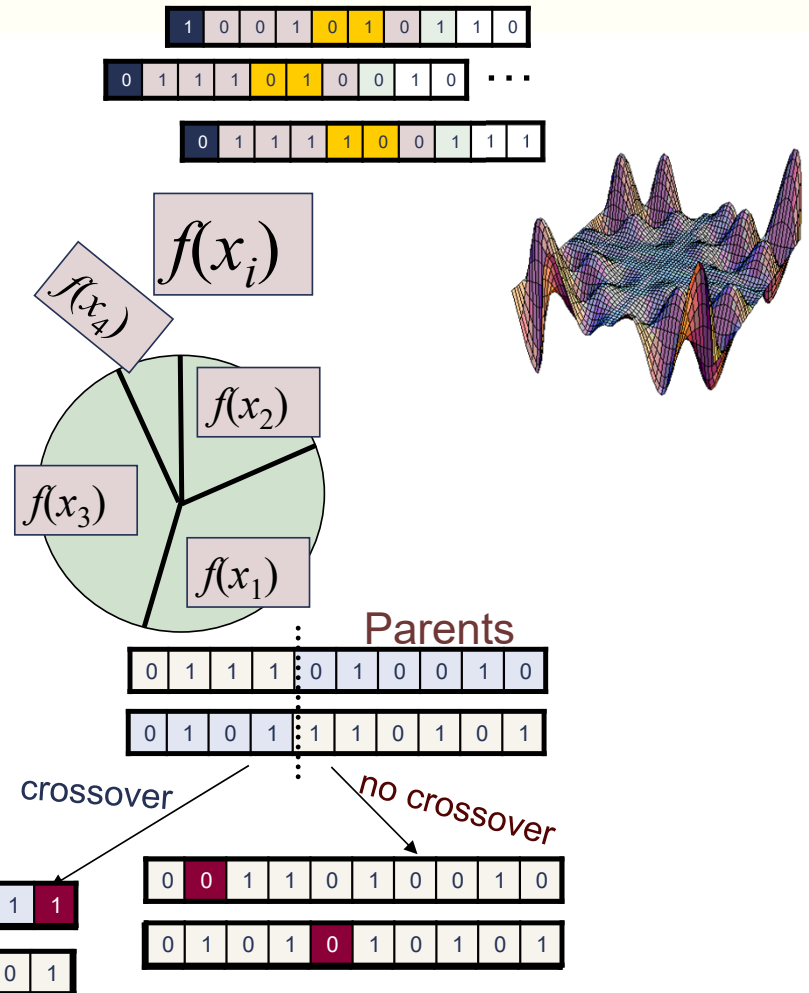 1 0 0 1 0 1 0 1 1 0
0 1 1 1 0 1 0 0 1 0 ...
0 1 1 1 1 0 0 1 1 1
f(xᵢ)
f(x₄)
f(x₂)
f(x₃)
f(x₁)
Parents
0 1 1 1 0 1 0 0 1 0
0 1 0 1 1 1 0 1 0 1
crossover
no crossover
0 0 1 1 0 1 0 0 1 0
1 1
0 1 0 1 0 1 0 1 0 1
0 1